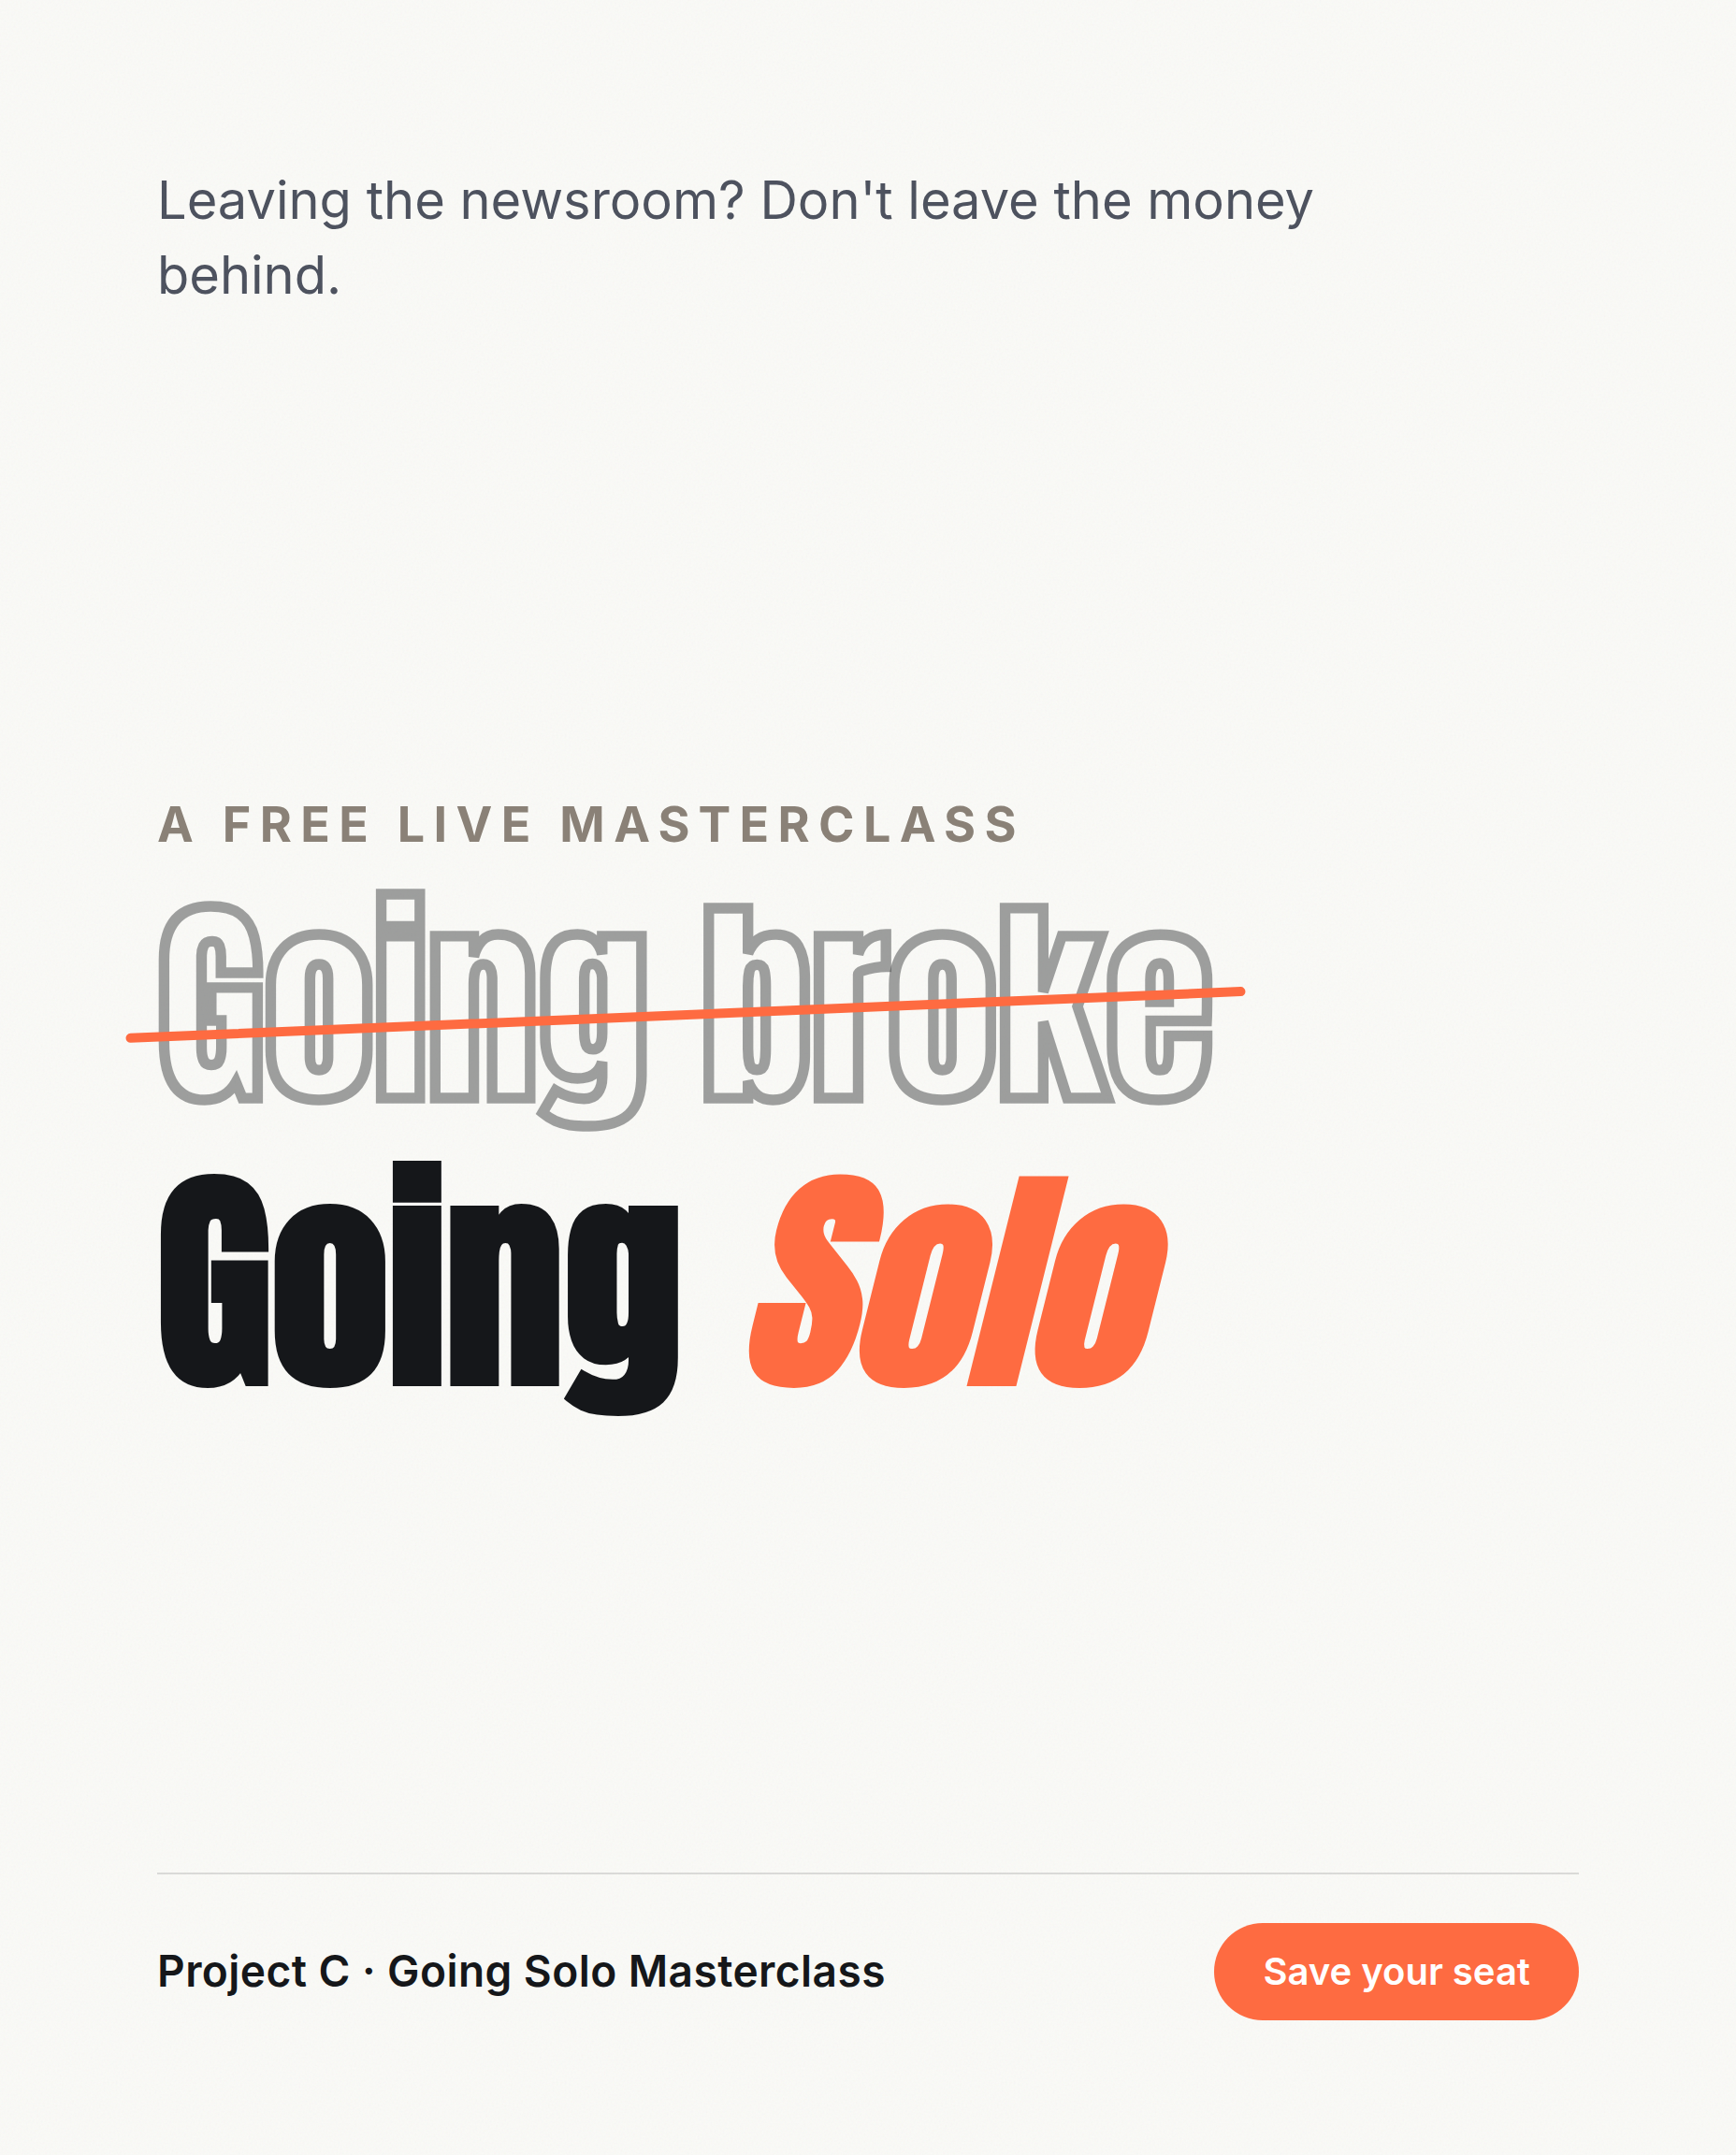 Leaving the newsroom? Don't leave the money
behind.
A FREE LIVE MASTERCLASS
Going broke
Going Solo
Project C · Going Solo Masterclass
Save your seat